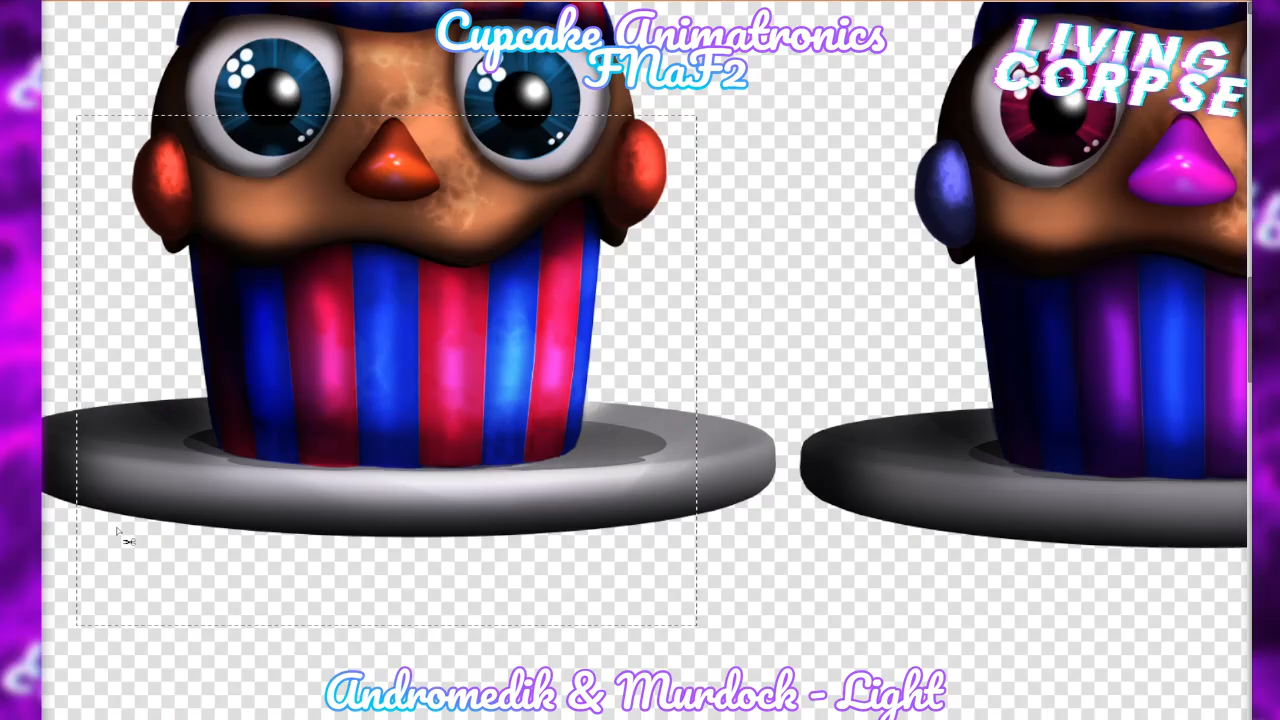 Cupcake Animatronics
FNaF2
LIVING
CORPSE
Andromedik & Murdock - Light